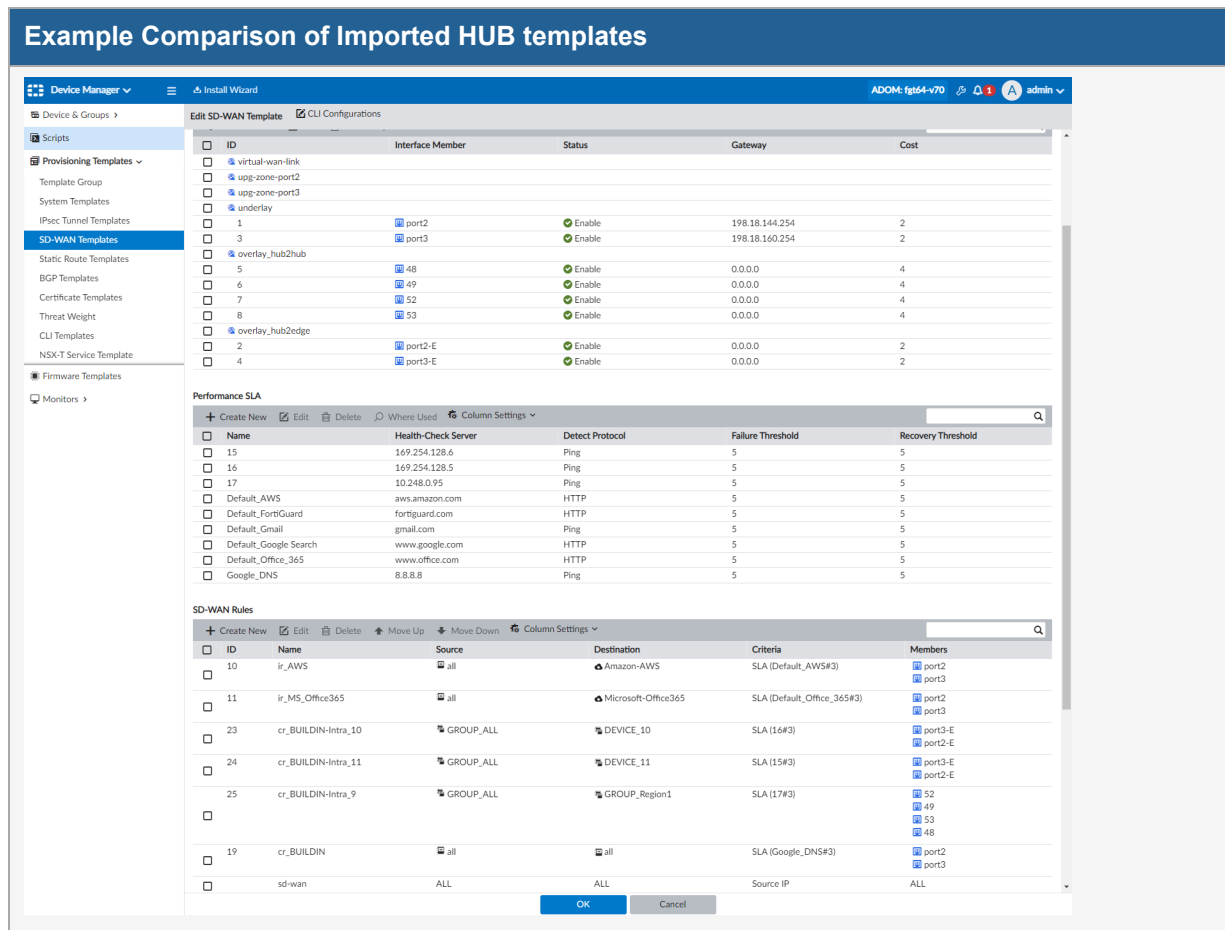 Example Comparison of Imported HUB templates
Device Manager Install Wizard ADOM: fgt64-v70 1 A admin
Device & Groups
Scripts
Provisioning Templates
Template Group
System Templates
IPsec Tunnel Templates
SD-WAN Templates
Static Route Templates
BGP Templates
Certificate Templates
Threat Weight
CLI Templates
NSX-T Service Template
Firmware Templates
Monitors
Edit SD-WAN Template CLI Configurations
ID Interface Member Status Gateway Cost
virtual-wan-link
upg-zone-port2
upg-zone-port3
underlay
1 port2 Enable 198.18.144.254 2
3 port3 Enable 198.18.160.254 2
overlay_hub2hub
5 48 Enable 0.0.0.0 4
6 49 Enable 0.0.0.0 4
7 52 Enable 0.0.0.0 4
8 53 Enable 0.0.0.0 4
overlay_hub2edge
2 port2-E Enable 0.0.0.0 2
4 port3-E Enable 0.0.0.0 2
Performance SLA
Create New Edit Delete Where Used Column Settings
Name Health-Check Server Detect Protocol Failure Threshold Recovery Threshold
15 169.254.128.6 Ping 5 5
16 169.254.128.5 Ping 5 5
17 10.248.0.95 Ping 5 5
Default_AWS aws.amazon.com HTTP 5 5
Default_FortiGuard fortiguard.com HTTP 5 5
Default_Gmail gmail.com Ping 5 5
Default_Google Search www.google.com HTTP 5 5
Default_Office_365 www.office.com HTTP 5 5
Google_DNS 8.8.8.8 Ping 5 5
SD-WAN Rules
Create New Edit Delete Move Up Move Down Column Settings
ID Name Source Destination Criteria Members
10 ir_AWS all Amazon-AWS SLA (Default_AWS#3) port2
port3
11 ir_MS_Office365 all Microsoft-Office365 SLA (Default_Office_365#3) port2
port3
23 cr_BUILDIN-Intra_10 GROUP_ALL DEVICE_10 SLA (16#3) port3-E
port2-E
24 cr_BUILDIN-Intra_11 GROUP_ALL DEVICE_11 SLA (15#3) port3-E
port2-E
25 cr_BUILDIN-Intra_9 GROUP_ALL GROUP_Region1 SLA (17#3) 52
49
53
48
19 cr_BUILDIN all all SLA (Google_DNS#3) port2
port3
sd-wan ALL ALL Source IP ALL
OK Cancel